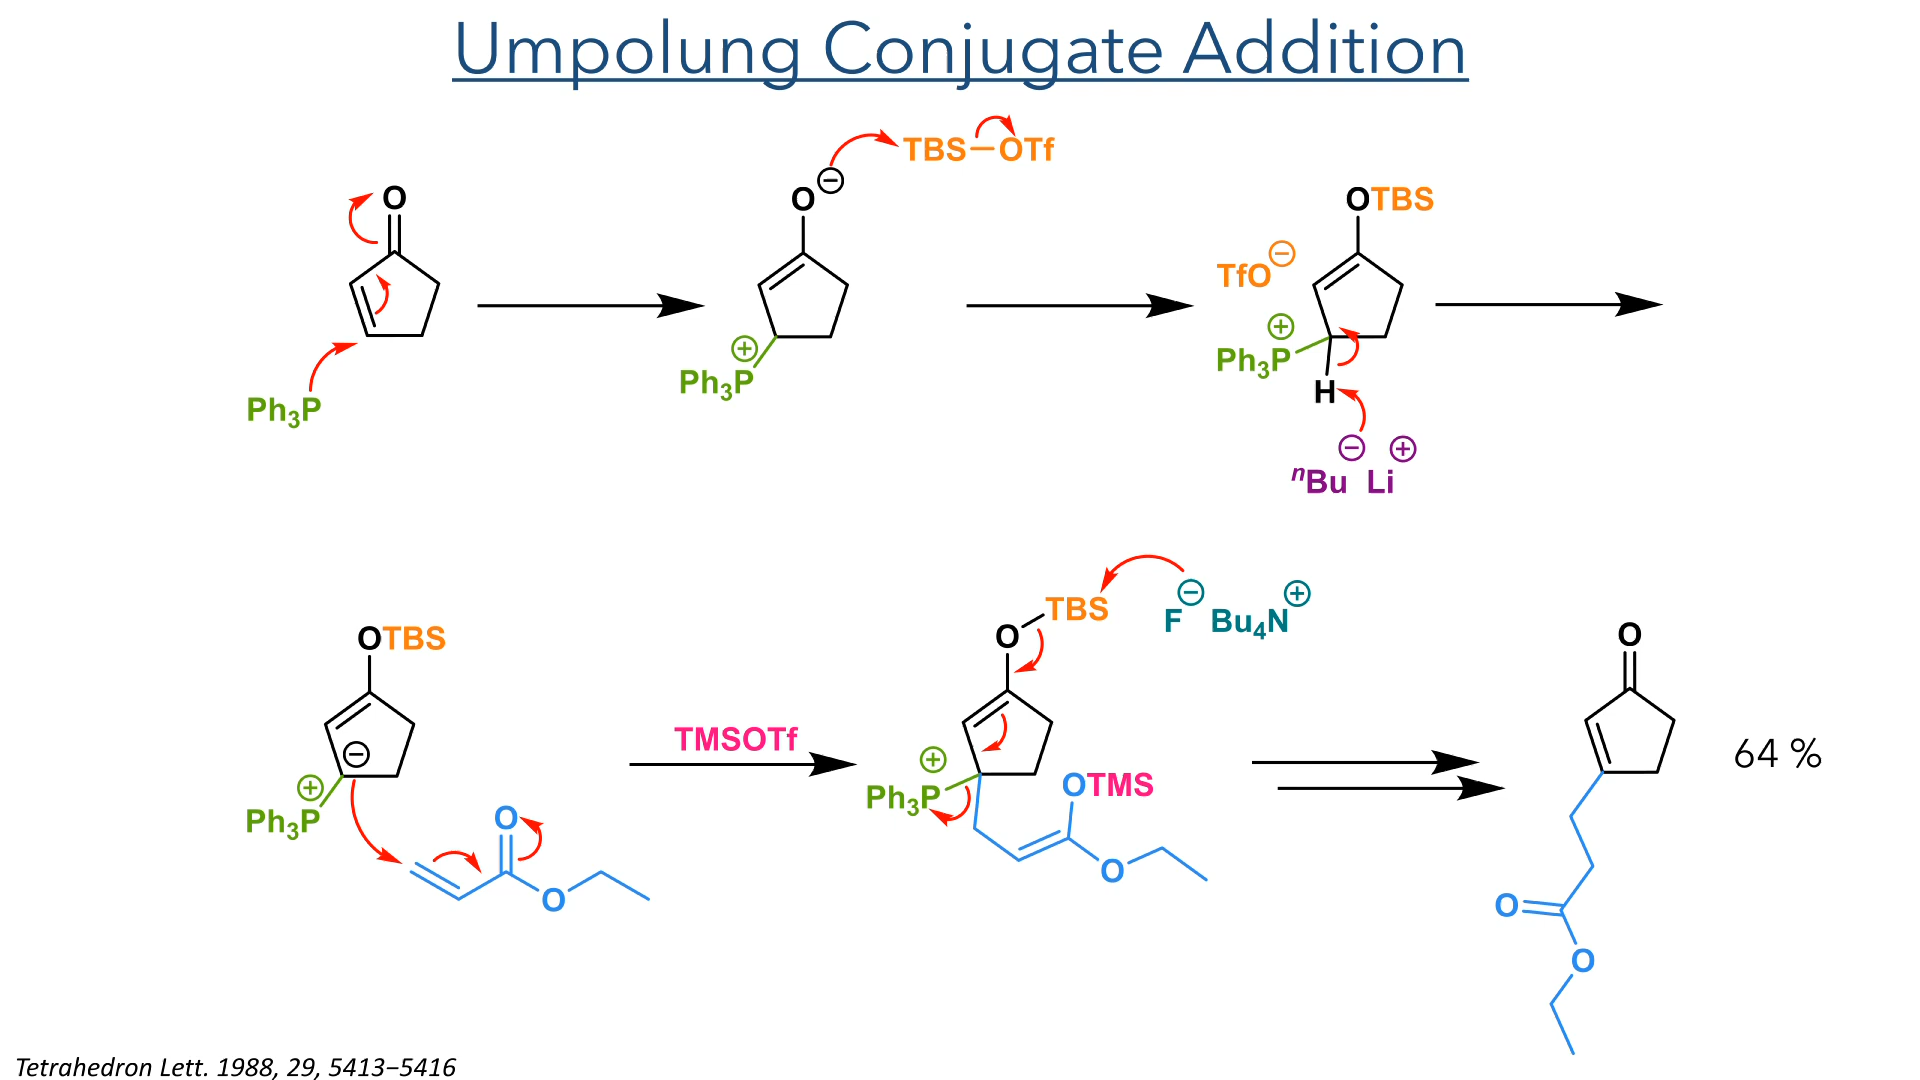 Umpolung Conjugate Addition
O
Ph3P
O⊖
TBS–OTf
⊕
Ph3P
OTBS
TfO⊖
⊕
Ph3P
H
⊖ ⊕
nBu Li
OTBS
⊖
⊕
Ph3P
O
O
TMSOTf
TBS
O
⊖ ⊕
F Bu4N
⊕
Ph3P
OTMS
O
O
64 %
O
O
Tetrahedron Lett. 1988, 29, 5413–5416